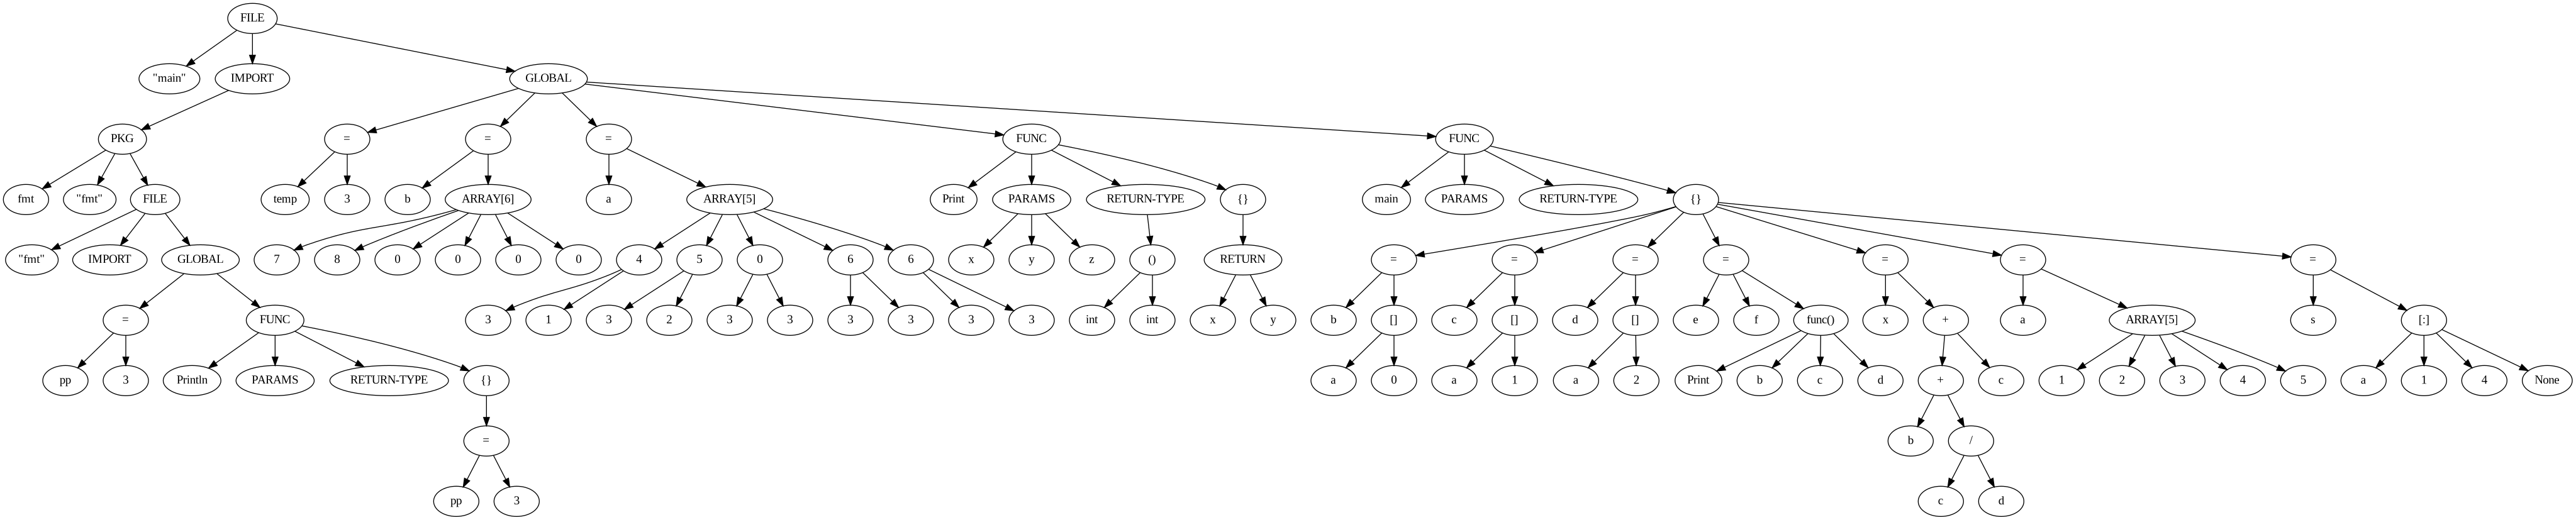 FILE
"main" IMPORT GLOBAL
PKG = = = FUNC FUNC
fmt "fmt" FILE temp 3 b ARRAY[6] a ARRAY[5] Print PARAMS RETURN-TYPE {} main PARAMS RETURN-TYPE {}
"fmt" IMPORT GLOBAL 7 8 0 0 0 0 4 5 0 6 6 x y z () RETURN = = = = = = =
= FUNC 3 1 3 2 3 3 3 3 3 3 int int x y b [] c [] d [] e f func() x + a ARRAY[5] s [:]
pp 3 Println PARAMS RETURN-TYPE {} a 0 a 1 a 2 Print b c d + c 1 2 3 4 5 a 1 4 None
= b /
pp 3 c d